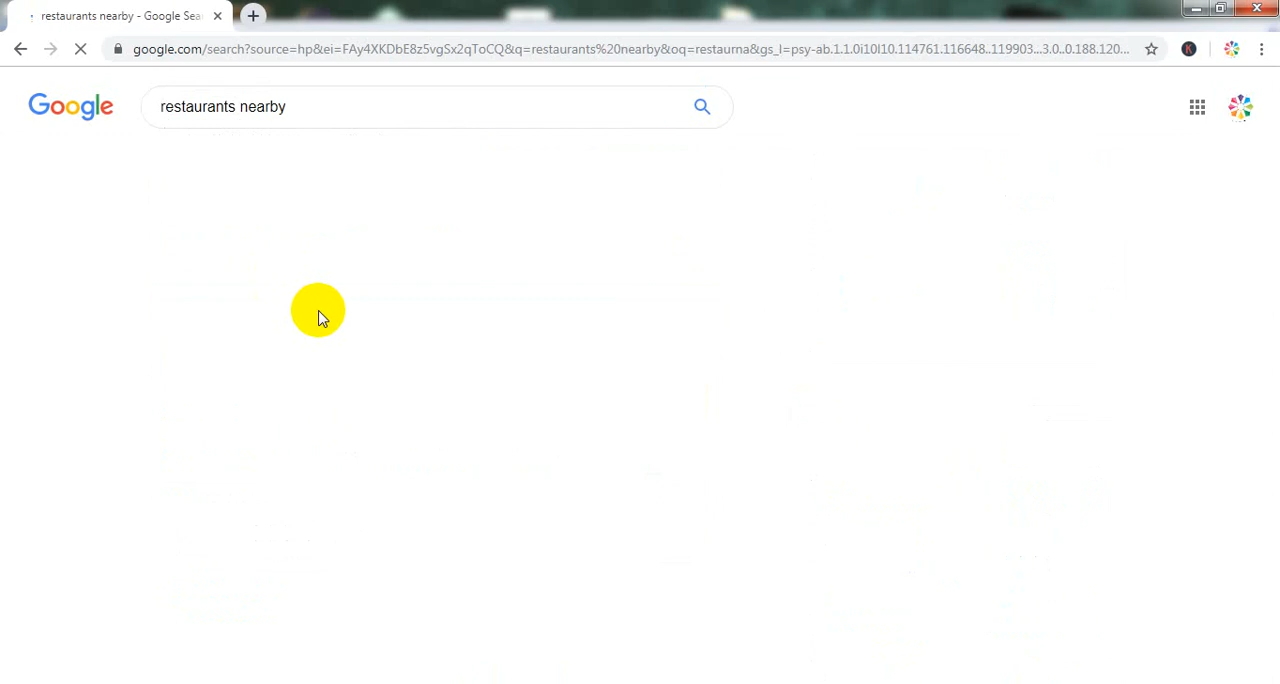 restaurants nearby - Google Sea
google.com/search?source=hp&ei=FAy4XKDbE8z5vgSx2qToCQ&q=restaurants%20nearby&oq=restaurna&gs_l=psy-ab.1.1.0i10l10.114761.116648..119903...3.0..0.188.120...
K
Google
restaurants nearby